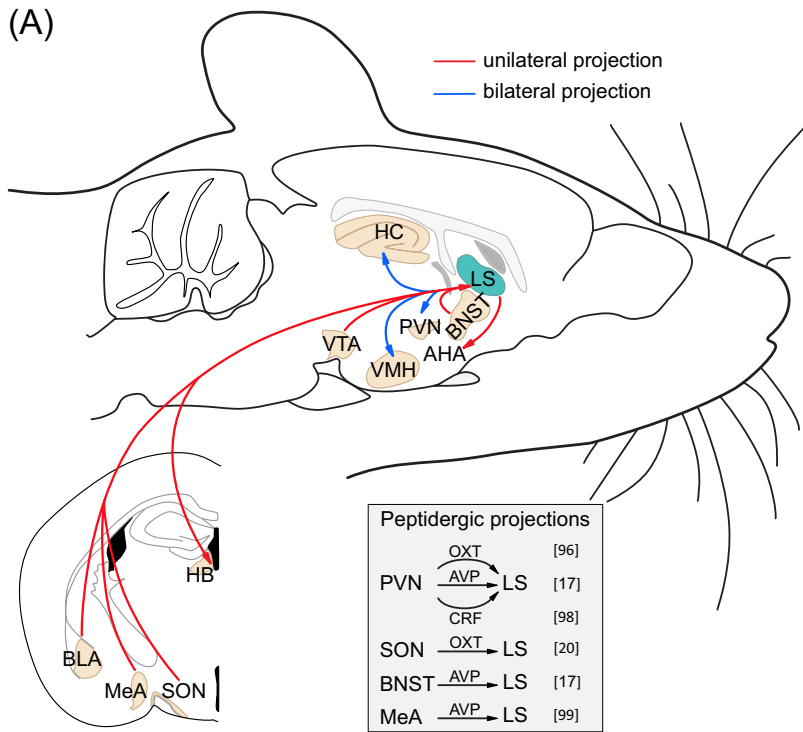 (A)
unilateral projection
bilateral projection
HC
LS
BNST
PVN
VTA
AHA
VMH
HB
BLA
MeA
SON
Peptidergic projections
OXT [96]
PVN AVP LS [17]
CRF [98]
SON OXT LS [20]
BNST AVP LS [17]
MeA AVP LS [99]